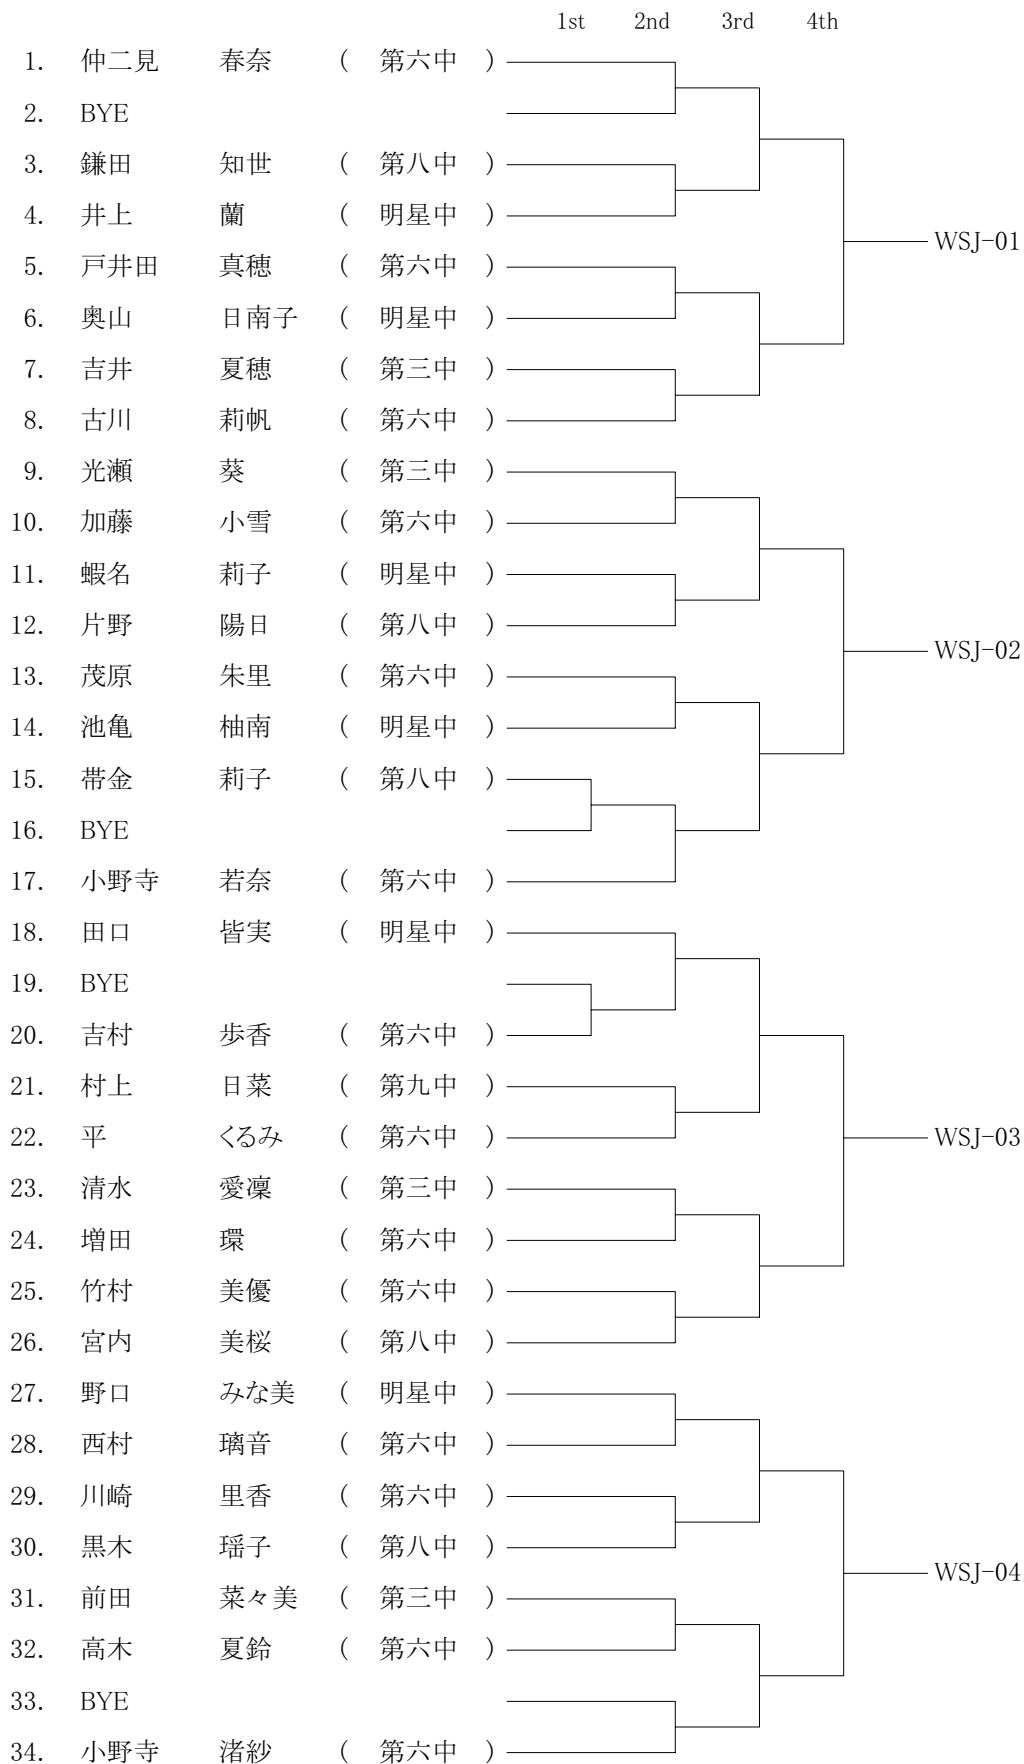 1st 2nd 3rd 4th
1. 仲二見 春奈 ( 第六中 )
2. BYE
3. 鎌田 知世 ( 第八中 )
4. 井上 蘭 ( 明星中 )
WSJ-01
5. 戸井田 真穂 ( 第六中 )
6. 奥山 日南子 ( 明星中 )
7. 吉井 夏穂 ( 第三中 )
8. 古川 莉帆 ( 第六中 )
9. 光瀬 葵 ( 第三中 )
10. 加藤 小雪 ( 第六中 )
11. 蝦名 莉子 ( 明星中 )
12. 片野 陽日 ( 第八中 )
WSJ-02
13. 茂原 朱里 ( 第六中 )
14. 池亀 柚南 ( 明星中 )
15. 帯金 莉子 ( 第八中 )
16. BYE
17. 小野寺 若奈 ( 第六中 )
18. 田口 皆実 ( 明星中 )
19. BYE
20. 吉村 歩香 ( 第六中 )
21. 村上 日菜 ( 第九中 )
22. 平 くるみ ( 第六中 ) WSJ-03
23. 清水 愛凜 ( 第三中 )
24. 増田 環 ( 第六中 )
25. 竹村 美優 ( 第六中 )
26. 宮内 美桜 ( 第八中 )
27. 野口 みな美 ( 明星中 )
28. 西村 璃音 ( 第六中 )
29. 川崎 里香 ( 第六中 )
30. 黒木 瑶子 ( 第八中 )
WSJ-04
31. 前田 菜々美 ( 第三中 )
32. 高木 夏鈴 ( 第六中 )
33. BYE
34. 小野寺 渚紗 ( 第六中 )